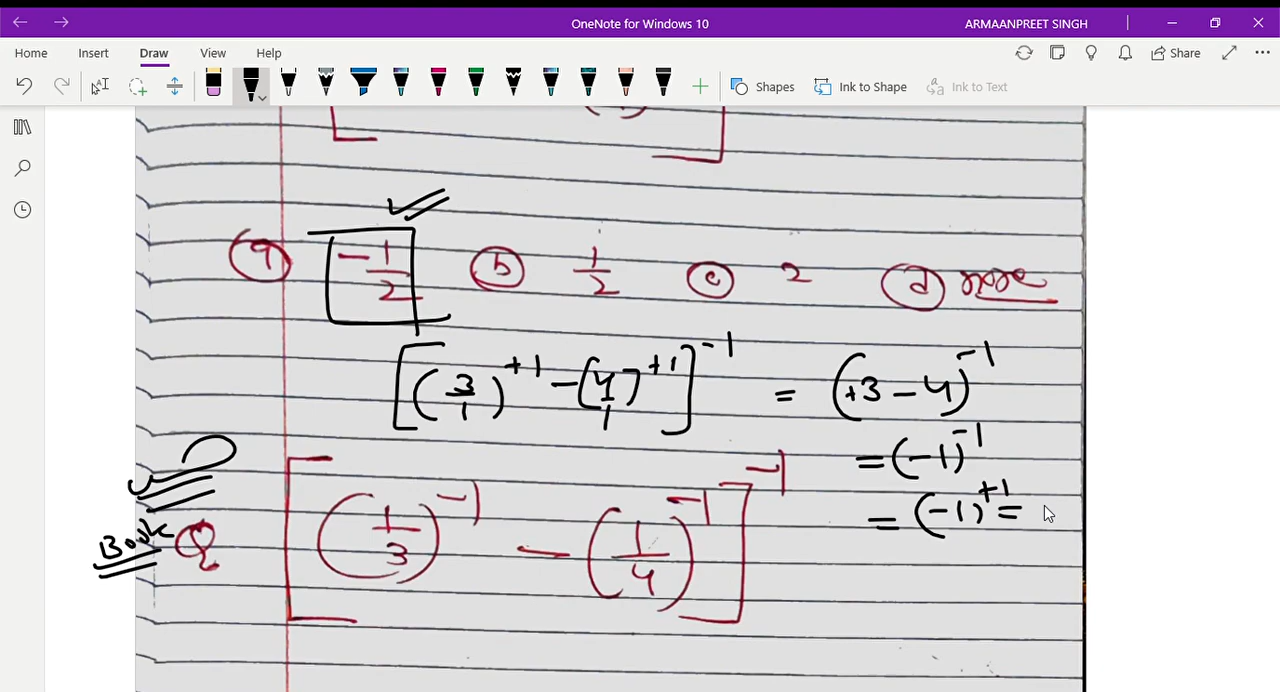 OneNote for Windows 10
ARMAANPREET SINGH
Home Insert Draw View Help Share
Shapes Ink to Shape Ink to Text
(a) -1/2 (b) 1/2 (c) 2 (d) none
[(3/1)^+1 - (4/1)^+1]^-1 = (+3 - 4)^-1
= (-1)^-1
= (-1)^+1 =
Book Q [(1/3)^-1 - (1/4)^-1]^-1